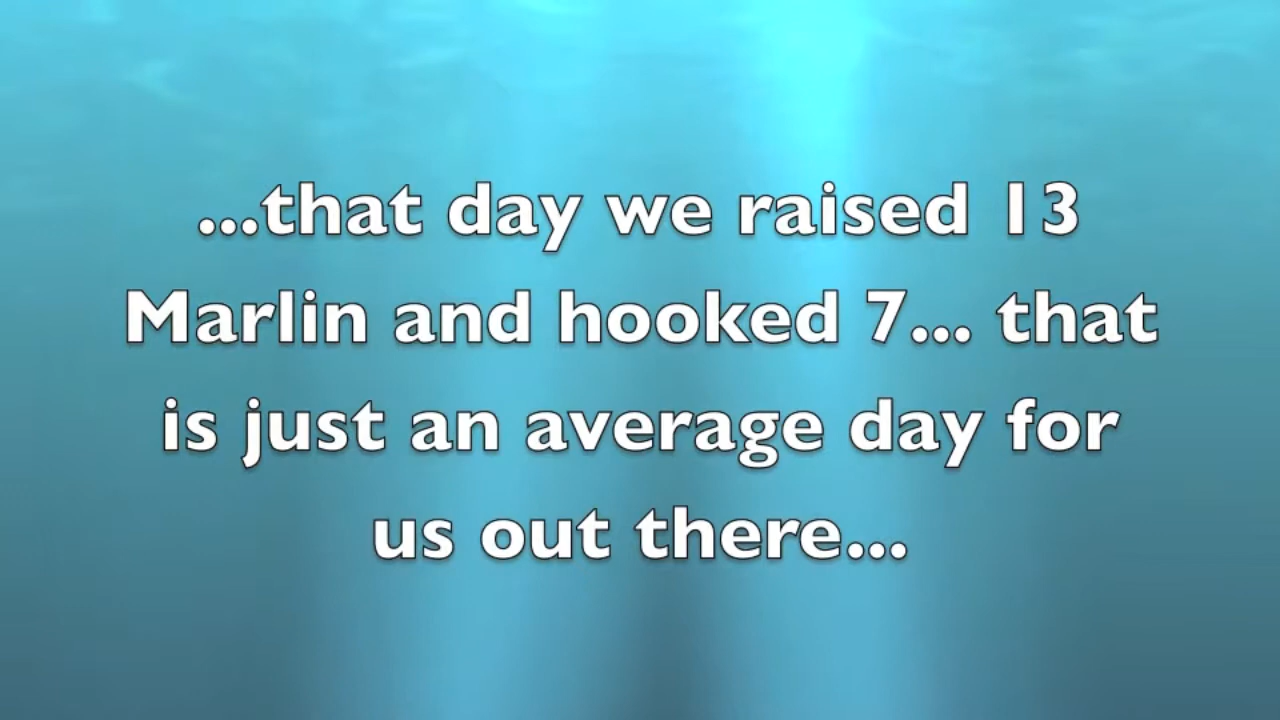 ...that day we raised 13
Marlin and hooked 7... that
is just an average day for
us out there...